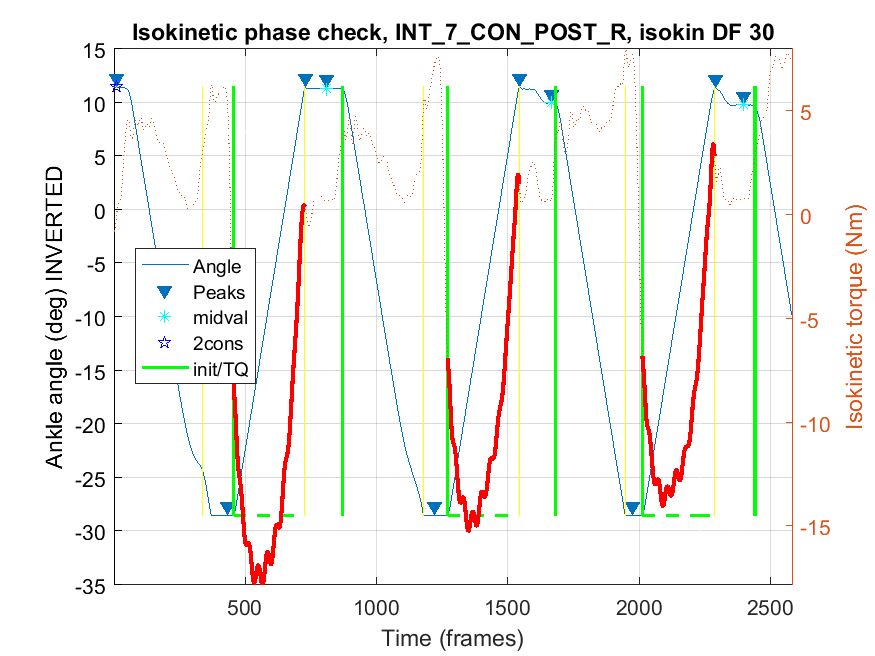 Isokinetic phase check, INT_7_CON_POST_R, isokin DF 30
15
10
5
0
-5
-10
-15
-20
-25
-30
-35
Ankle angle (deg) INVERTED
Angle
Peaks
midval
2cons
init/TQ
5
0
-5
-10
-15
Isokinetic torque (Nm)
500
1000
1500
2000
2500
Time (frames)